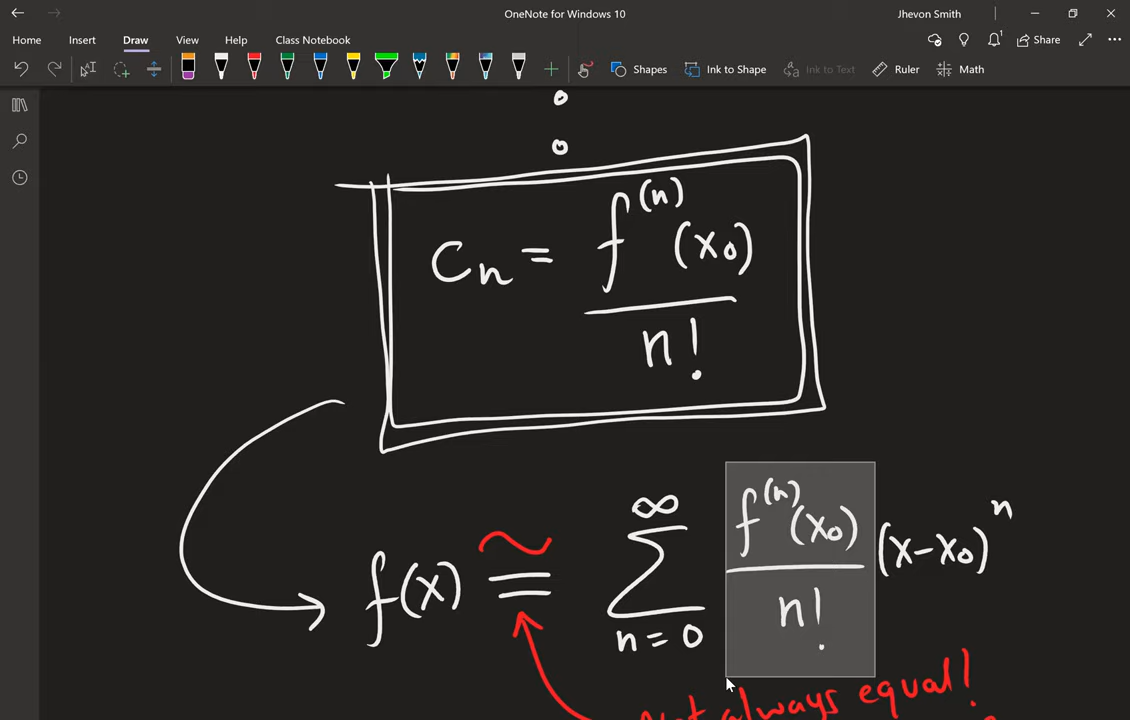 OneNote for Windows 10
Jhevon Smith
Home Insert Draw View Help Class Notebook
1 Share
Shapes Ink to Shape Ink to Text Ruler Math
Cn = f^(n)(x0) / n!
f(x) ≅ ∑_{n=0}^{∞} f^(n)(x0) / n! (x-x0)^n
Not always equal!